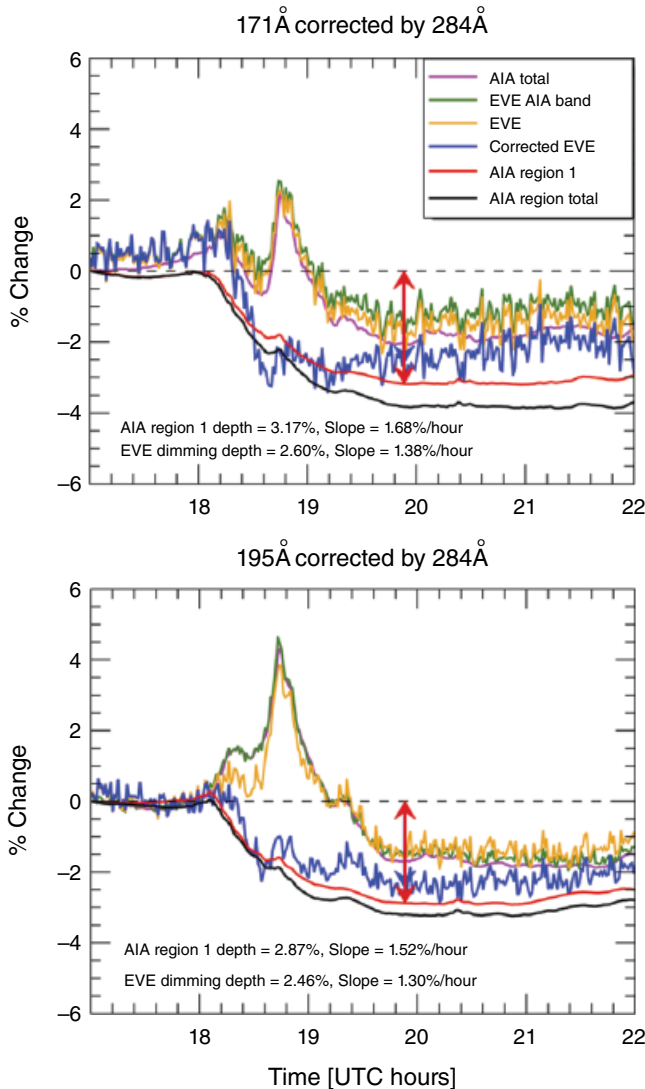 171Å corrected by 284Å
6
4
2
0
−2
−4
−6
% Change
AIA total
EVE AIA band
EVE
Corrected EVE
AIA region 1
AIA region total
AIA region 1 depth = 3.17%, Slope = 1.68%/hour
EVE dimming depth = 2.60%, Slope = 1.38%/hour
18 19 20 21 22
195Å corrected by 284Å
6
4
2
0
−2
−4
−6
% Change
AIA region 1 depth = 2.87%, Slope = 1.52%/hour
EVE dimming depth = 2.46%, Slope = 1.30%/hour
18 19 20 21 22
Time [UTC hours]